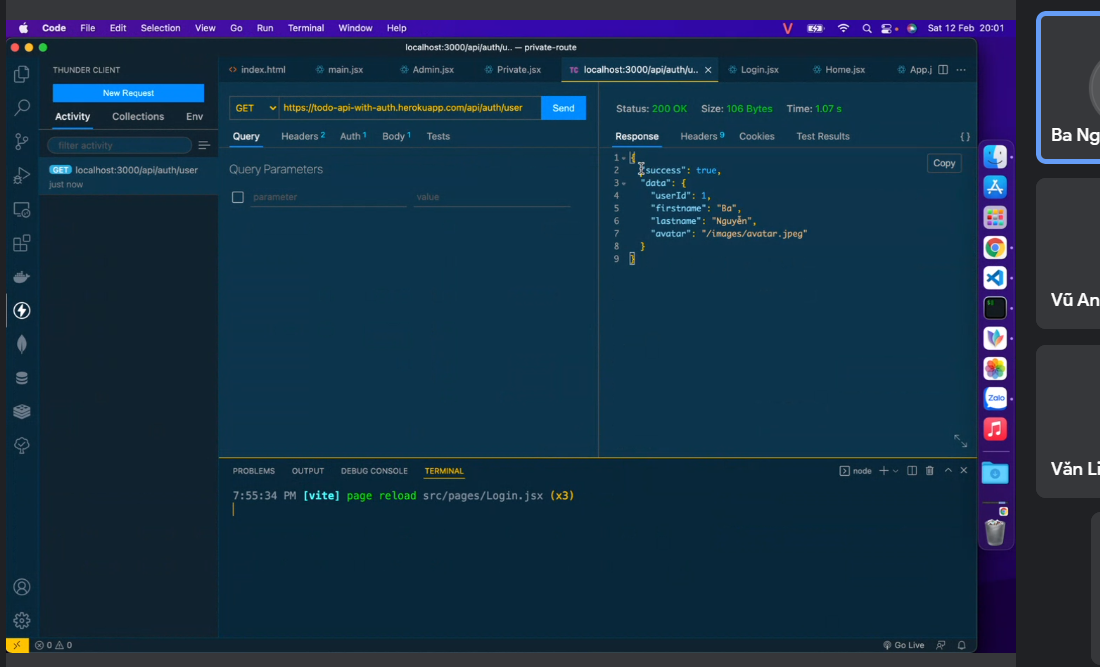 Code File Edit Selection View Go Run Terminal Window Help
V Sat 12 Feb 20:01
localhost:3000/api/auth/u.. — private-route
THUNDER CLIENT
New Request
Activity Collections Env
filter activity
GET localhost:3000/api/auth/user
just now
index.html main.jsx Admin.jsx Private.jsx TC localhost:3000/api/auth/u.. Login.jsx Home.jsx App.j
GET https://todo-api-with-auth.herokuapp.com/api/auth/user Send
Query Headers 2 Auth 1 Body 1 Tests
Query Parameters
parameter value
Status: 200 OK Size: 106 Bytes Time: 1.07 s
Response Headers 9 Cookies Test Results {}
Copy
1 {
2 "success": true,
3 "data": {
4 "userId": 1,
5 "firstname": "Ba",
6 "lastname": "Nguyễn",
7 "avatar": "/images/avatar.jpeg"
8 }
9 }
PROBLEMS OUTPUT DEBUG CONSOLE TERMINAL node
7:55:34 PM [vite] page reload src/pages/Login.jsx (x3)
0 0 Go Live
Zalo
Ba Ng
Vũ An
Văn Li